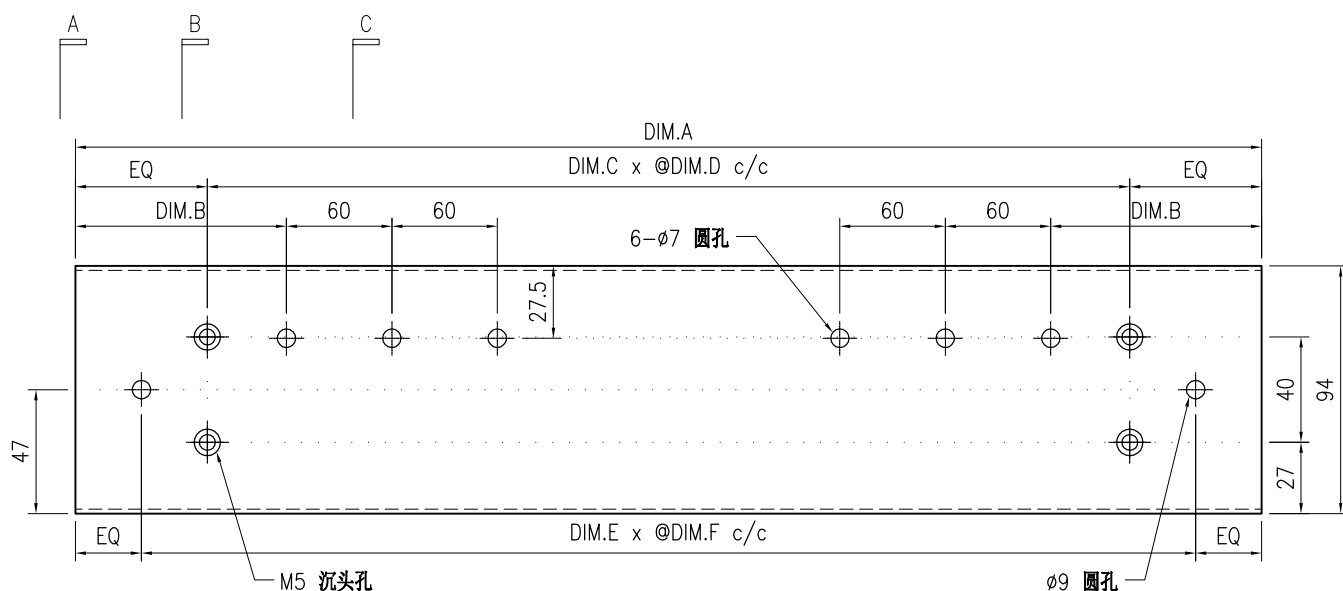 A B C
DIM.A
EQ DIM.C x @DIM.D c/c EQ
DIM.B 60 60 60 60 DIM.B
6-ø7 圆孔
27.5
40
94
47
27
EQ DIM.E x @DIM.F c/c EQ
M5 沉头孔
ø9 圆孔